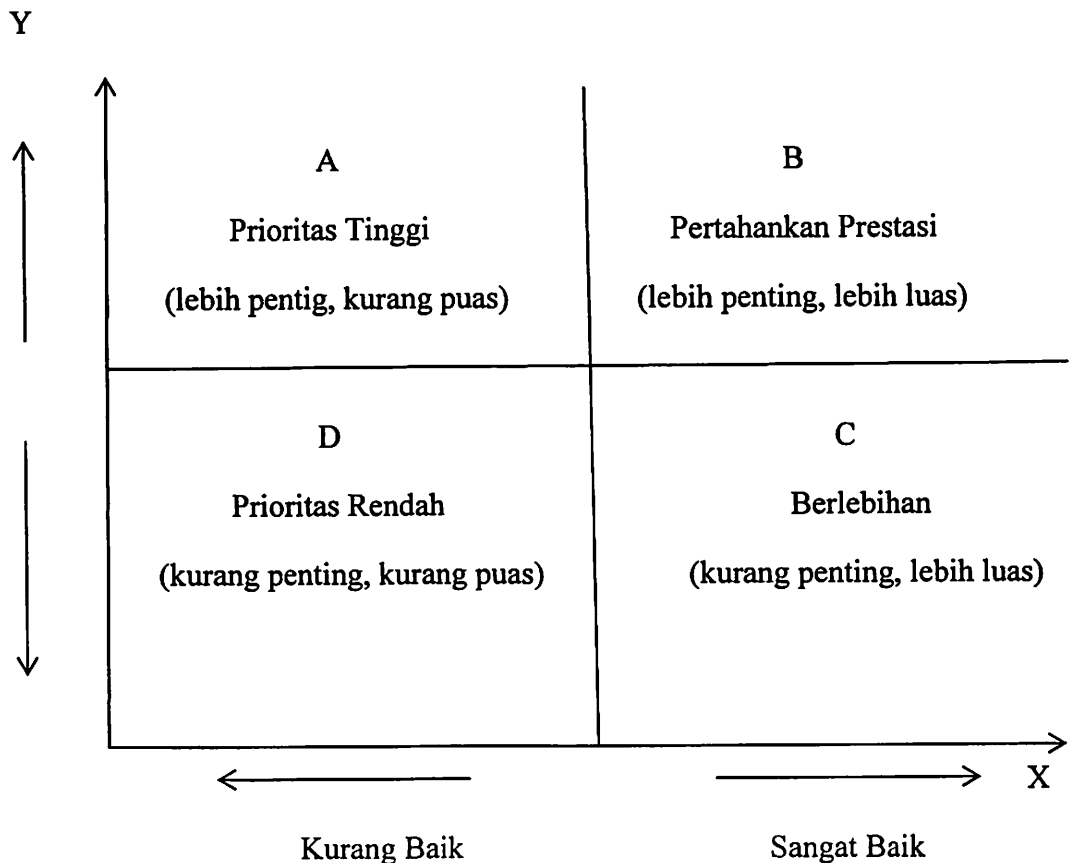 Y
A
Prioritas Tinggi
(lebih pentig, kurang puas)
B
Pertahankan Prestasi
(lebih penting, lebih luas)
D
Prioritas Rendah
(kurang penting, kurang puas)
C
Berlebihan
(kurang penting, lebih luas)
X
Kurang Baik
Sangat Baik